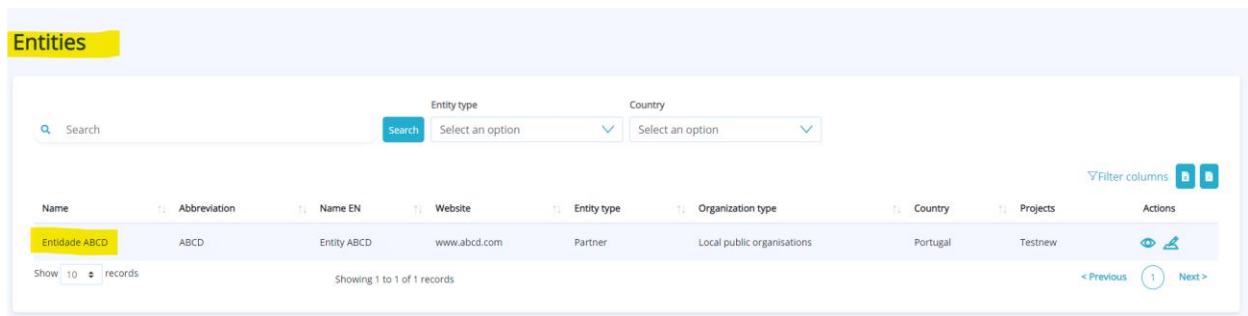 Entities
Entity type Country
Search Search Select an option Select an option
Filter columns
Name Abbreviation Name EN Website Entity type Organization type Country Projects Actions
Entidade ABCD ABCD Entity ABCD www.abcd.com Partner Local public organisations Portugal Testnew
Show 10 records Showing 1 to 1 of 1 records < Previous 1 Next >